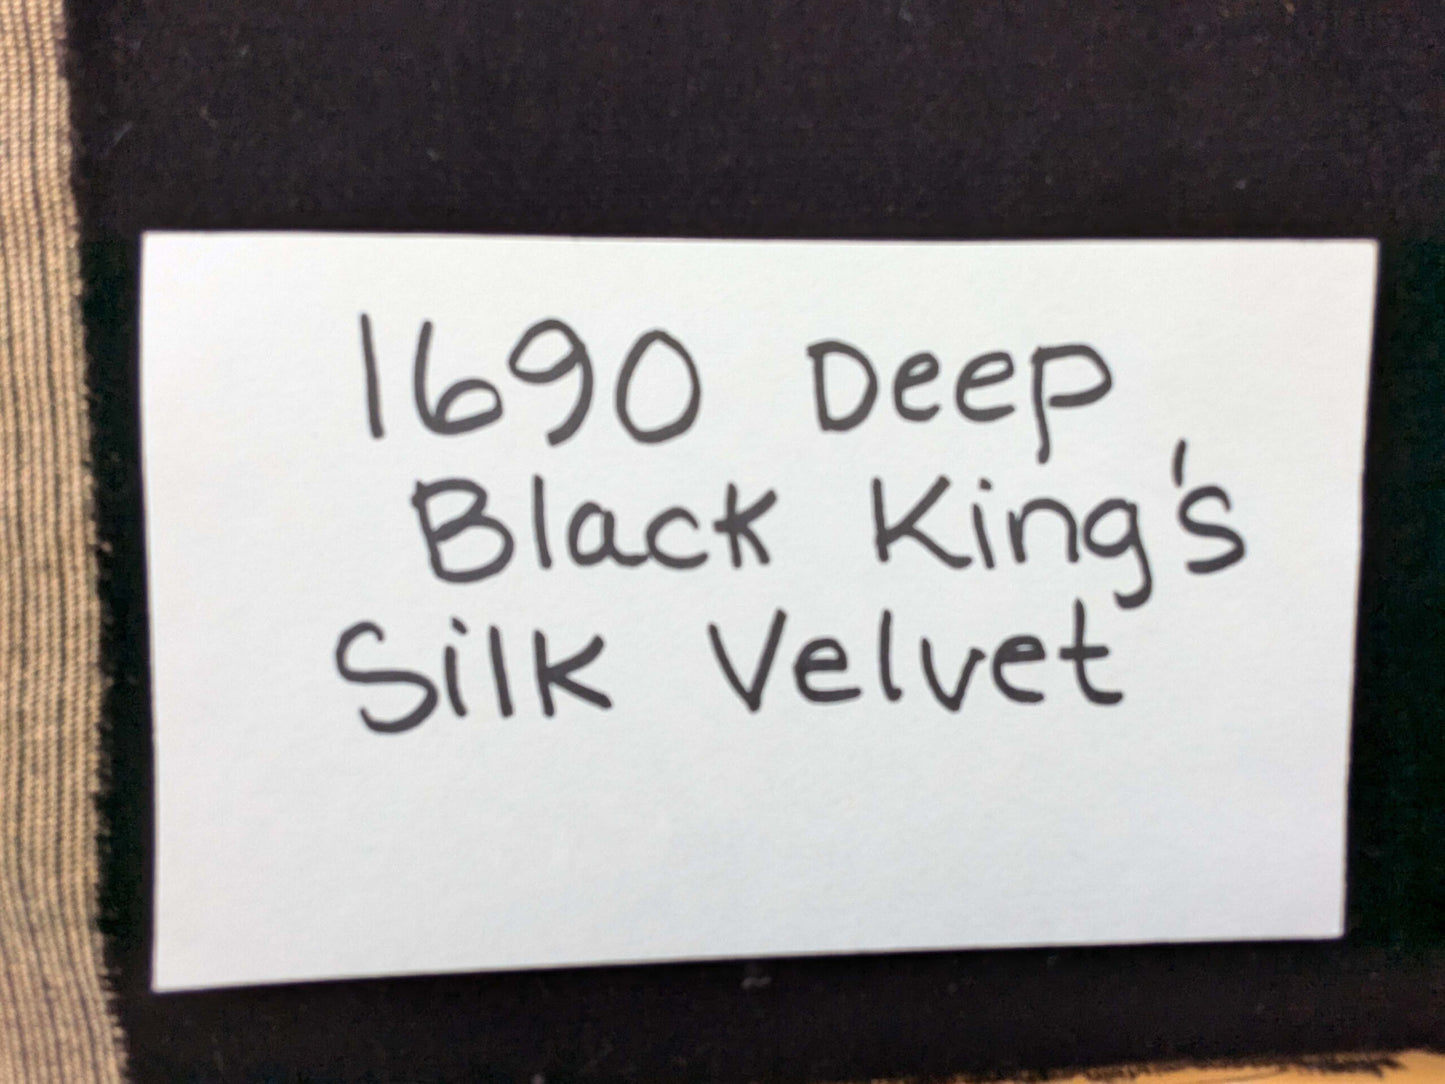 1690 Deep
Black King's
Silk Velvet